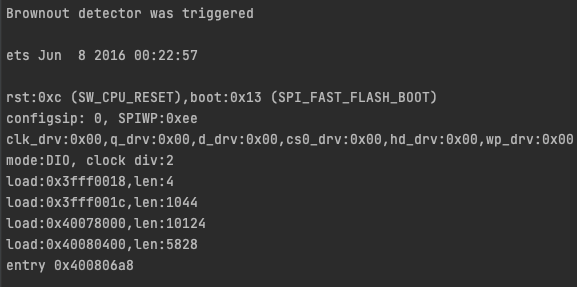 Brownout detector was triggered
ets Jun  8 2016 00:22:57
rst:0xc (SW_CPU_RESET),boot:0x13 (SPI_FAST_FLASH_BOOT)
configsip: 0, SPIWP:0xee
clk_drv:0x00,q_drv:0x00,d_drv:0x00,cs0_drv:0x00,hd_drv:0x00,wp_drv:0x00
mode:DIO, clock div:2
load:0x3fff0018,len:4
load:0x3fff001c,len:1044
load:0x40078000,len:10124
load:0x40080400,len:5828
entry 0x400806a8